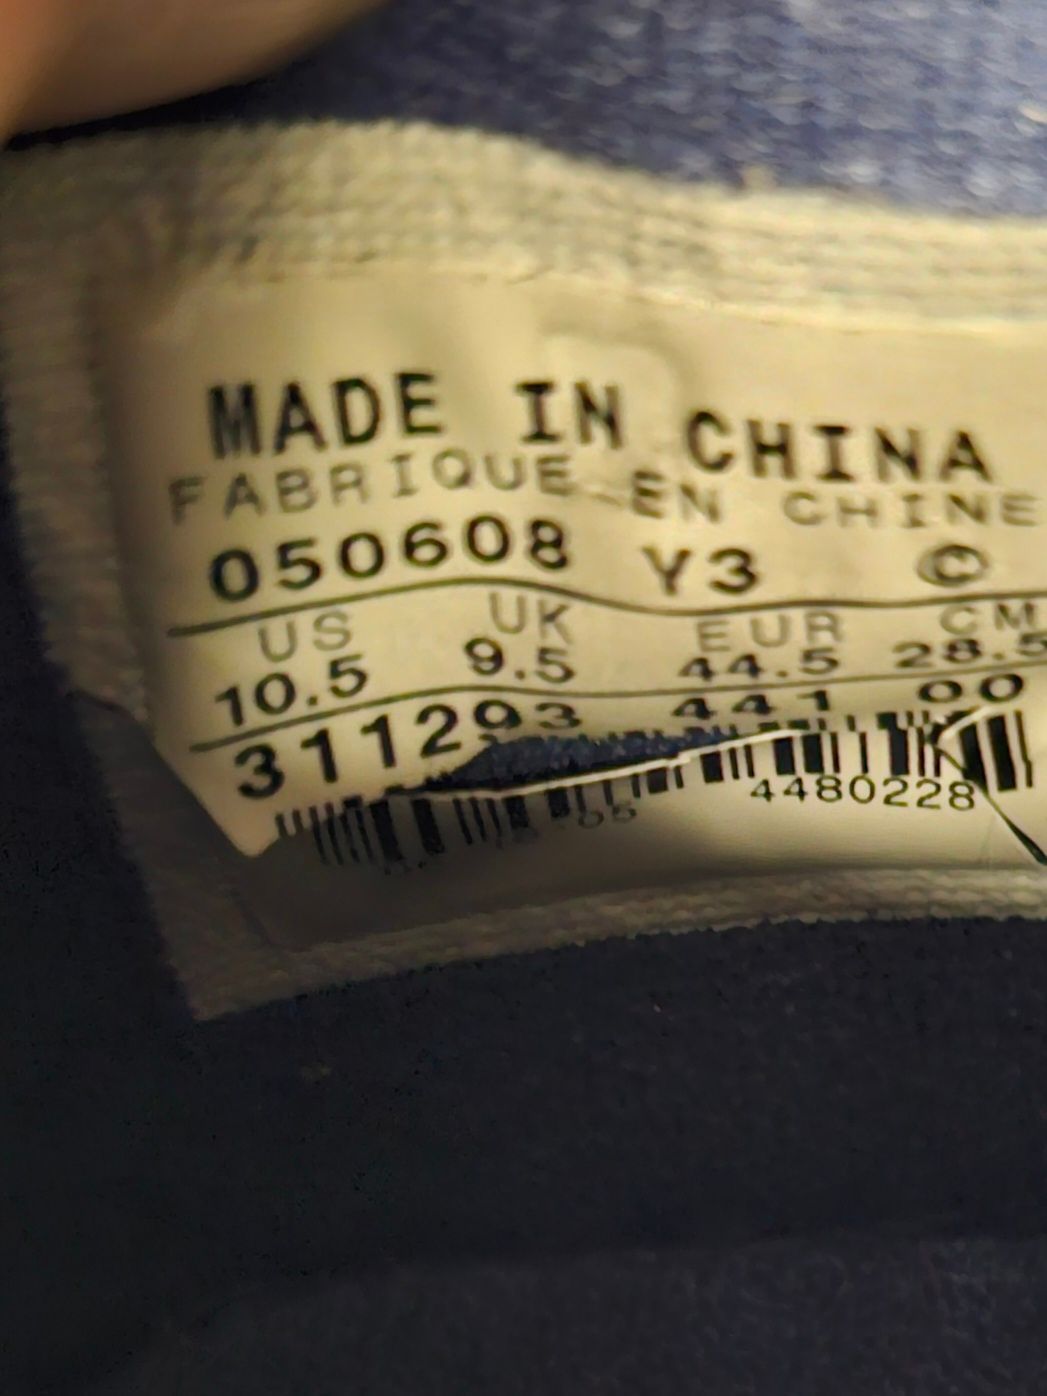 MADE IN CHINA
FABRIQUE EN CHINE
050608 Y3 ©
US UK EUR CM
10.5 9.5 44.5 28.5
311293 441 00
4480228